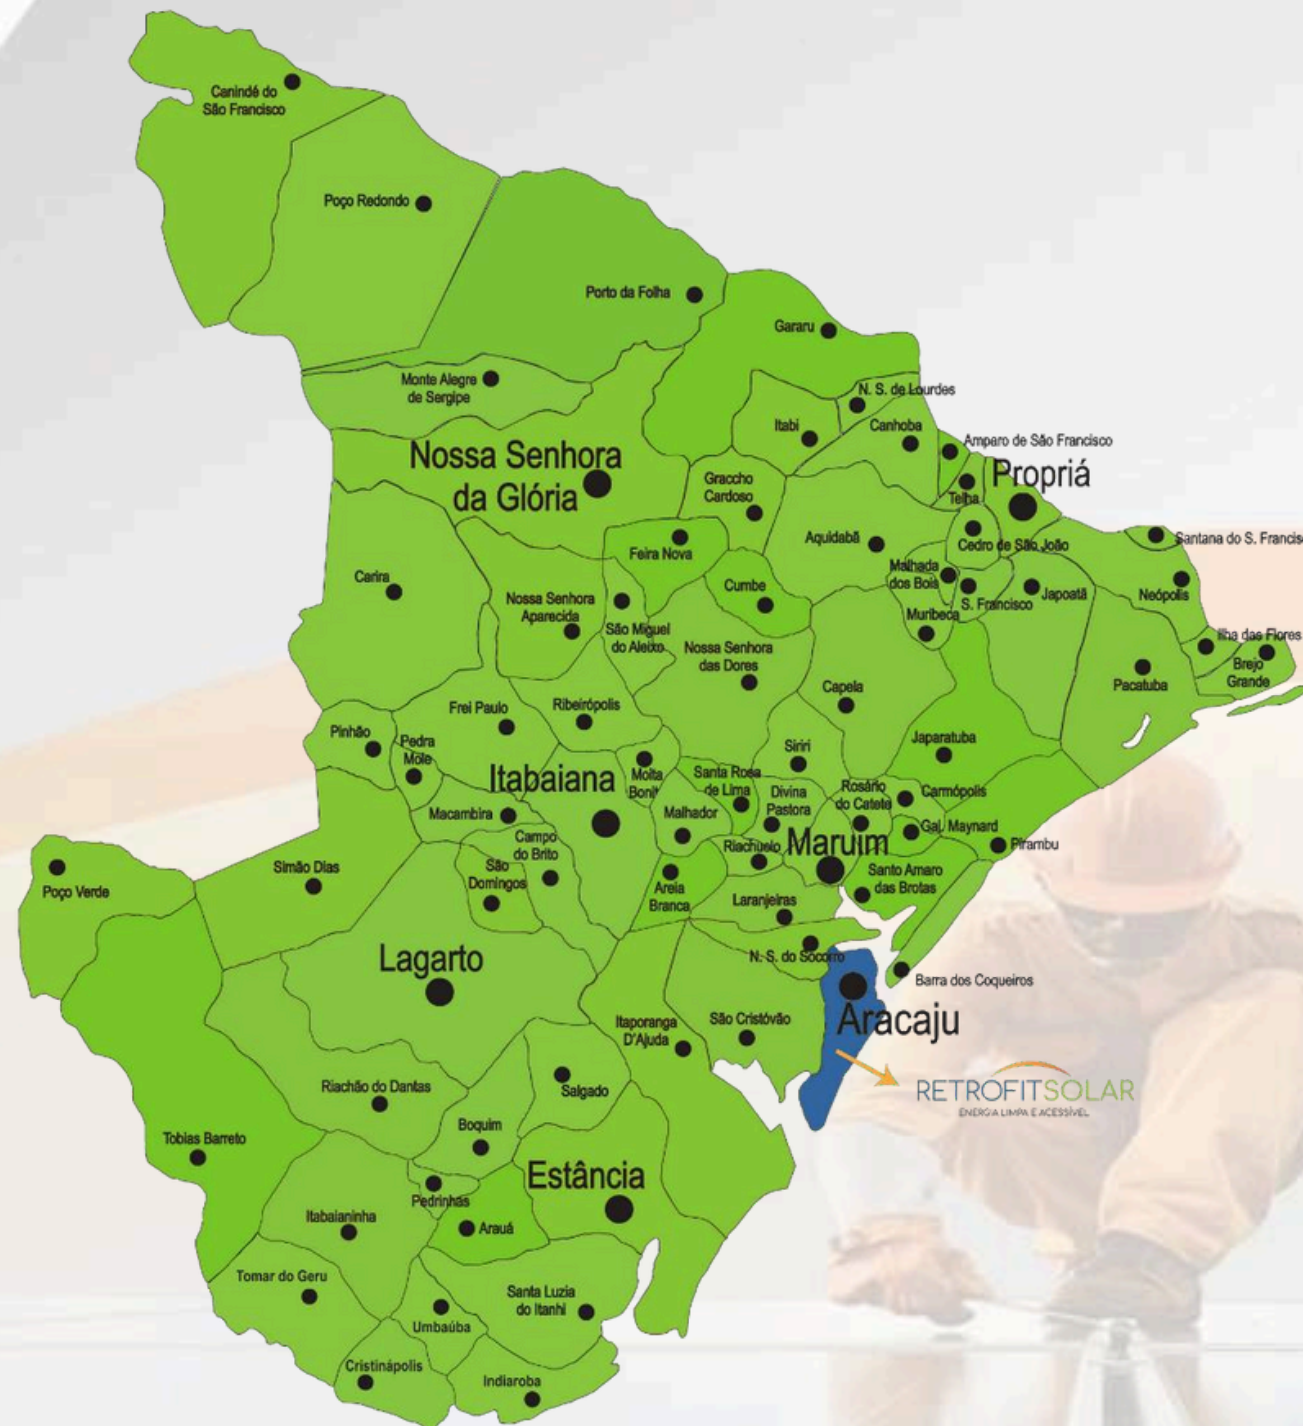 Canindé do
São Francisco
Poço Redondo
Porto da Folha
Gararu
Monte Alegre
de Sergipe
N. S. de Lourdes
Itabi
Canhoba
Amparo de São Francisco
Nossa Senhora
da Glória
Propriá
Graccho
Cardoso
Telha
Aquidabã
Cedro de São João
Santana do S. Francis
Feira Nova
Carira
Malhada
dos Bois
Cumbe
S. Francisco
Japoatã
Neópolis
Nossa Senhora
Aparecida
São Miguel
do Aleixo
Muribeca
Ilha das Flores
Nossa Senhora
das Dores
Brejo
Grande
Pacatuba
Capela
Frei Paulo
Ribeirópolis
Pinhão
Pedra
Mole
Siriri
Japaratuba
Itabaiana
Moita
Bonit
Santa Rosa
de Lima
Divina
Pastora
Rosário
do Catete
Carmópolis
Macambira
Malhador
Gal. Maynard
Campo
do Brito
Riachuelo
Maruim
Pirambu
Poço Verde
Simão Dias
São
Domingos
Areia
Branca
Santo Amaro
das Brotas
Laranjeiras
Lagarto
N. S. do Socorro
Barra dos Coqueiros
Itaporanga
D'Ajuda
São Cristóvão
Aracaju
Riachão do Dantas
Salgado
RETROFITSOLAR
ENERGIA LIMPA E ACESSÍVEL
Boquim
Tobias Barreto
Estância
Pedrinhas
Itabaianinha
Arauá
Tomar do Geru
Santa Luzia
do Itanhi
Umbaúba
Cristinápolis
Indiaroba